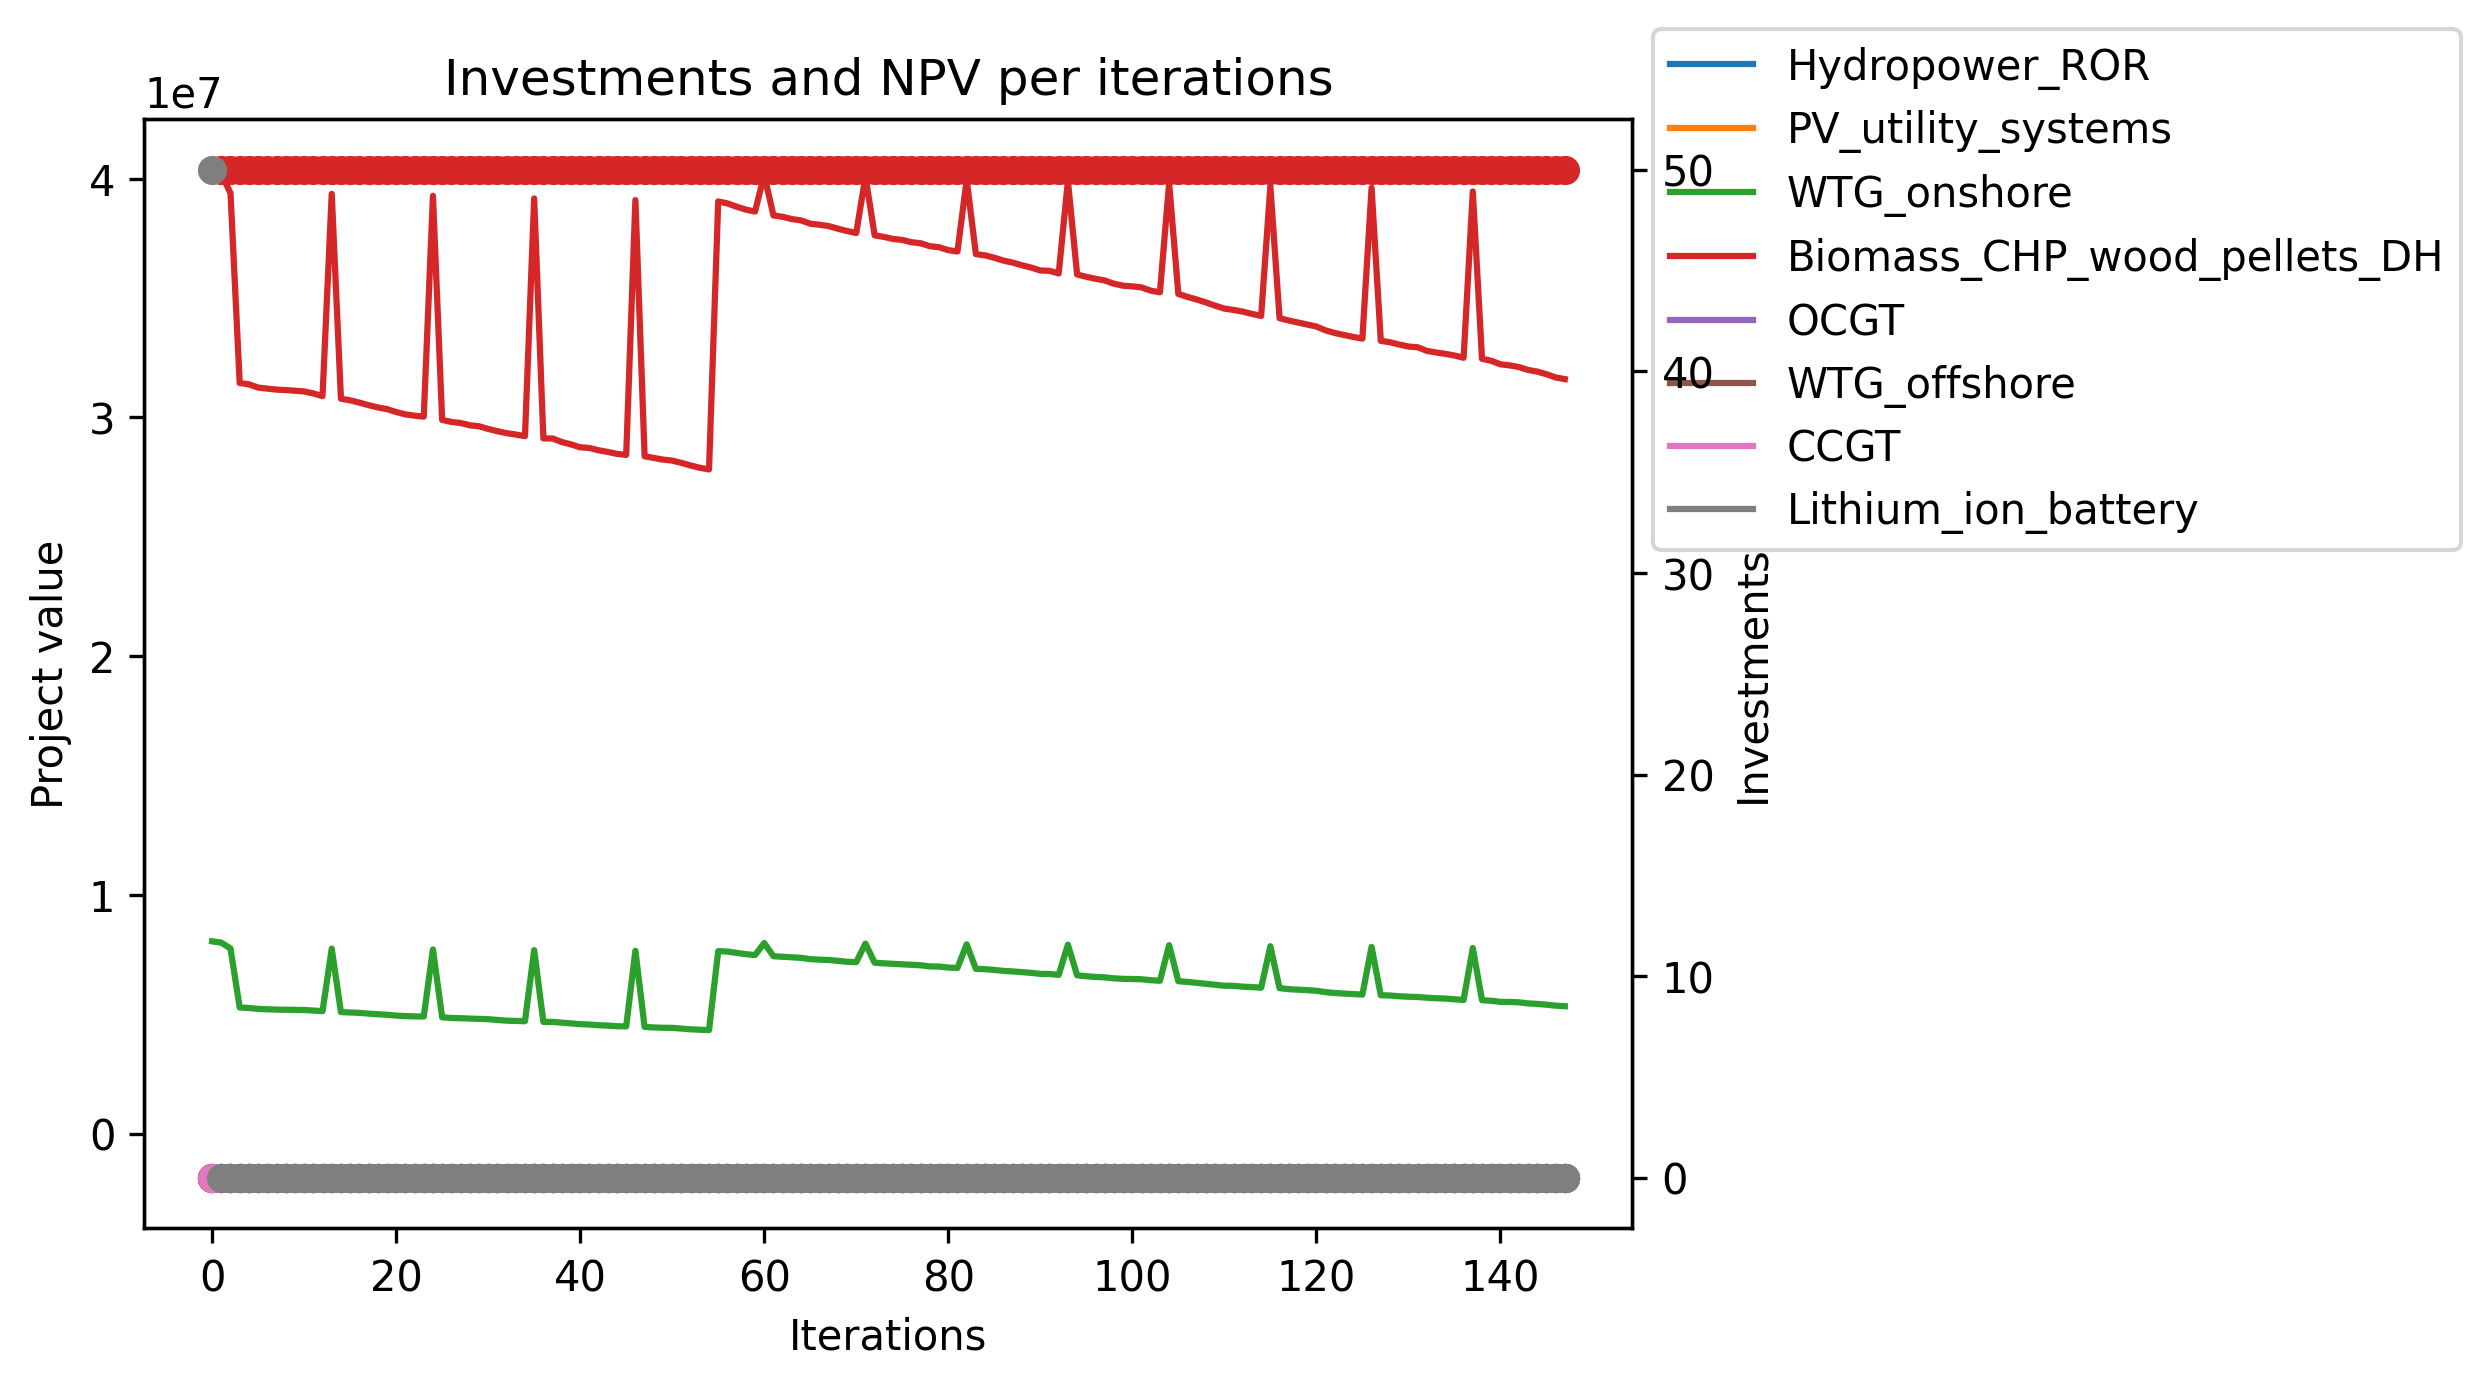 Investments and NPV per iterations
1e7
4
3
2
1
0
Project value
0
20
40
60
80
100
120
140
Iterations
50
40
30
20
10
0
Investments
Hydropower_ROR
PV_utility_systems
WTG_onshore
Biomass_CHP_wood_pellets_DH
OCGT
WTG_offshore
CCGT
Lithium_ion_battery